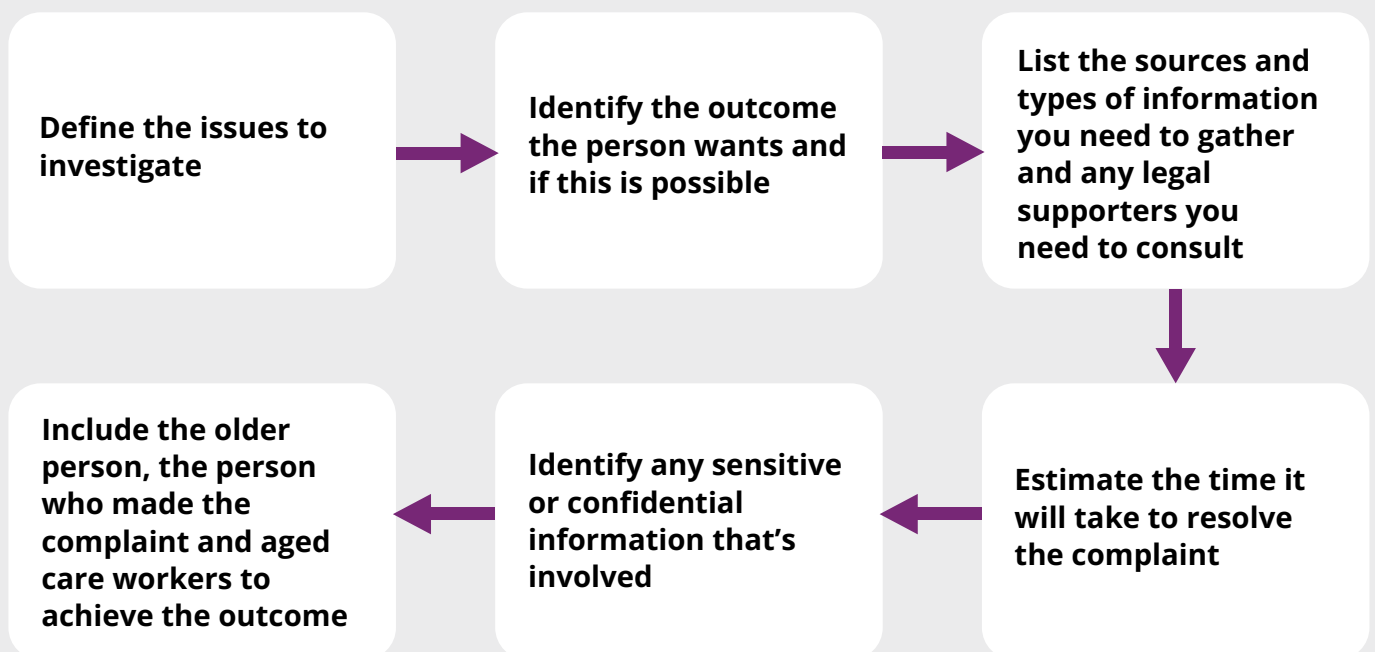 Define the issues to
investigate
Identify the outcome
the person wants and
if this is possible
List the sources and
types of information
you need to gather
and any legal
supporters you
need to consult
Estimate the time it
will take to resolve
the complaint
Identify any sensitive
or confidential
information that's
involved
Include the older
person, the person
who made the
complaint and aged
care workers to
achieve the outcome